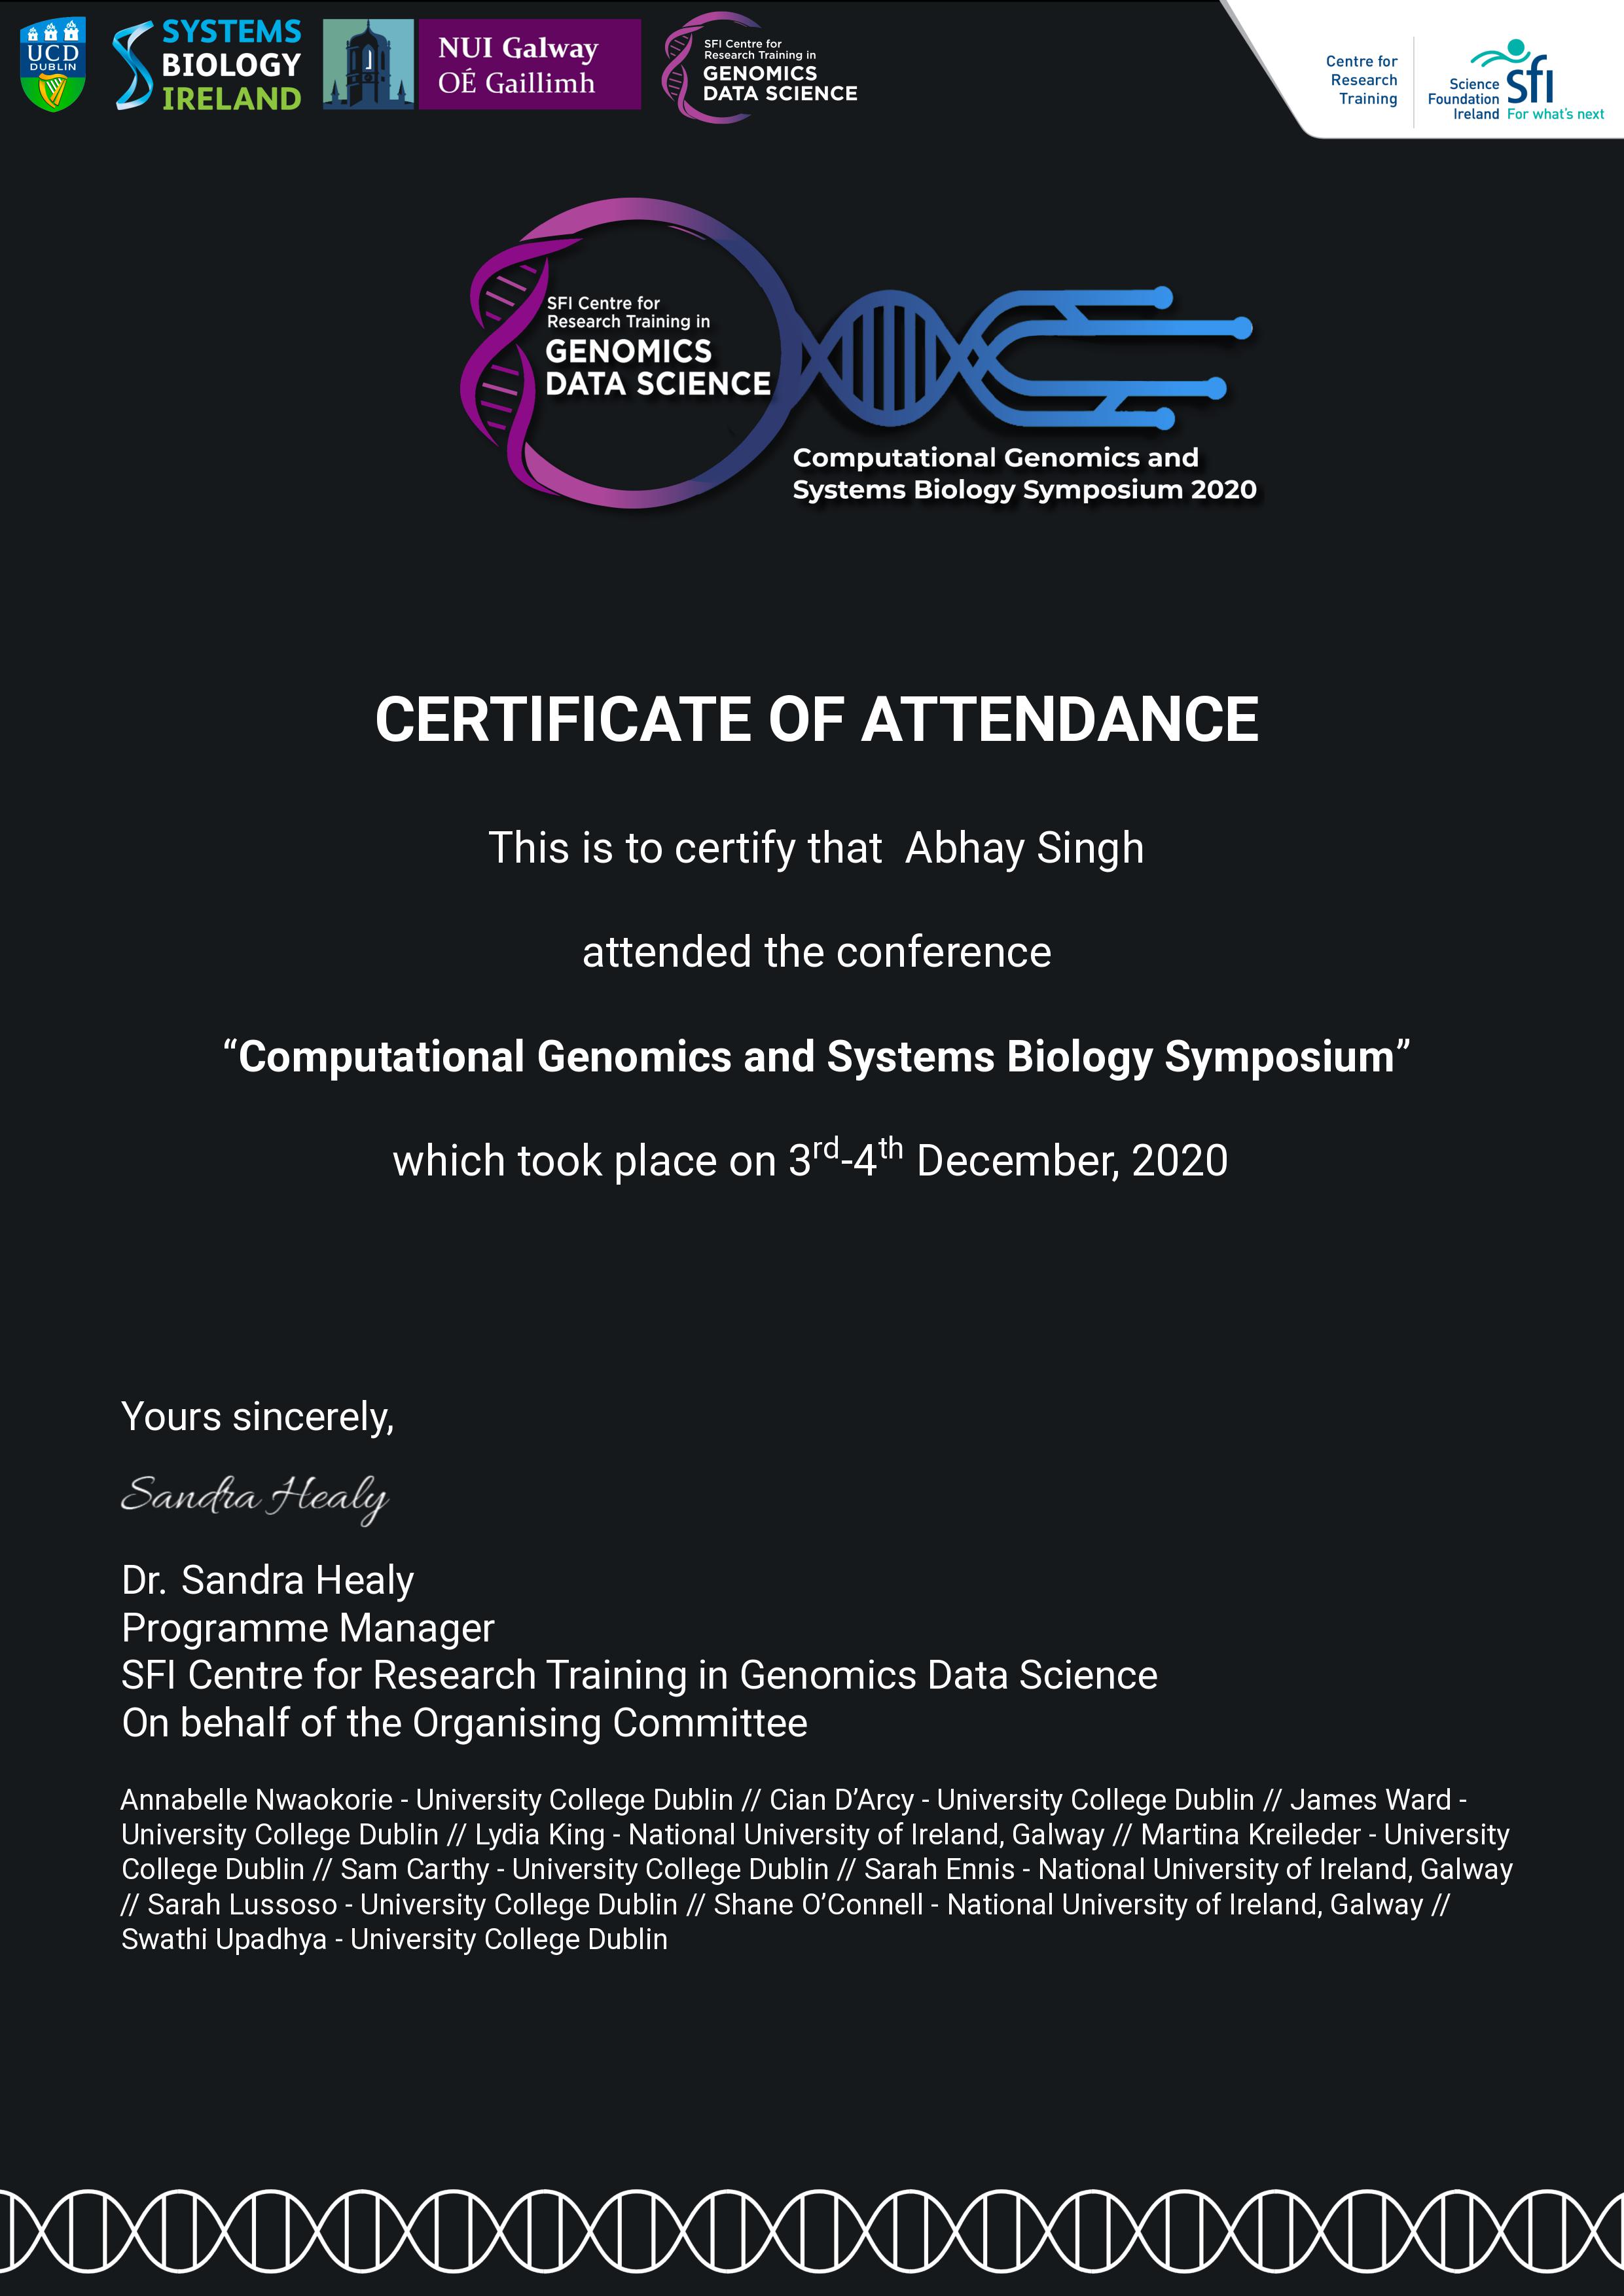 UCD
DUBLIN
SYSTEMS
BIOLOGY
IRELAND
NUI Galway
OÉ Gaillimh
SFI Centre for
Research Training in
GENOMICS
DATA SCIENCE
Centre for
Research
Training
Science
Foundation
Ireland
sfi
For what's next
SFI Centre for
Research Training in
GENOMICS
DATA SCIENCE
Computational Genomics and
Systems Biology Symposium 2020
CERTIFICATE OF ATTENDANCE
This is to certify that  Abhay Singh
attended the conference
“Computational Genomics and Systems Biology Symposium”
which took place on 3rd-4th December, 2020
Yours sincerely,
Sandra Healy
Dr. Sandra Healy
Programme Manager
SFI Centre for Research Training in Genomics Data Science
On behalf of the Organising Committee
Annabelle Nwaokorie - University College Dublin // Cian D’Arcy - University College Dublin // James Ward -
University College Dublin // Lydia King - National University of Ireland, Galway // Martina Kreileder - University
College Dublin // Sam Carthy - University College Dublin // Sarah Ennis - National University of Ireland, Galway
// Sarah Lussoso - University College Dublin // Shane O’Connell - National University of Ireland, Galway //
Swathi Upadhya - University College Dublin